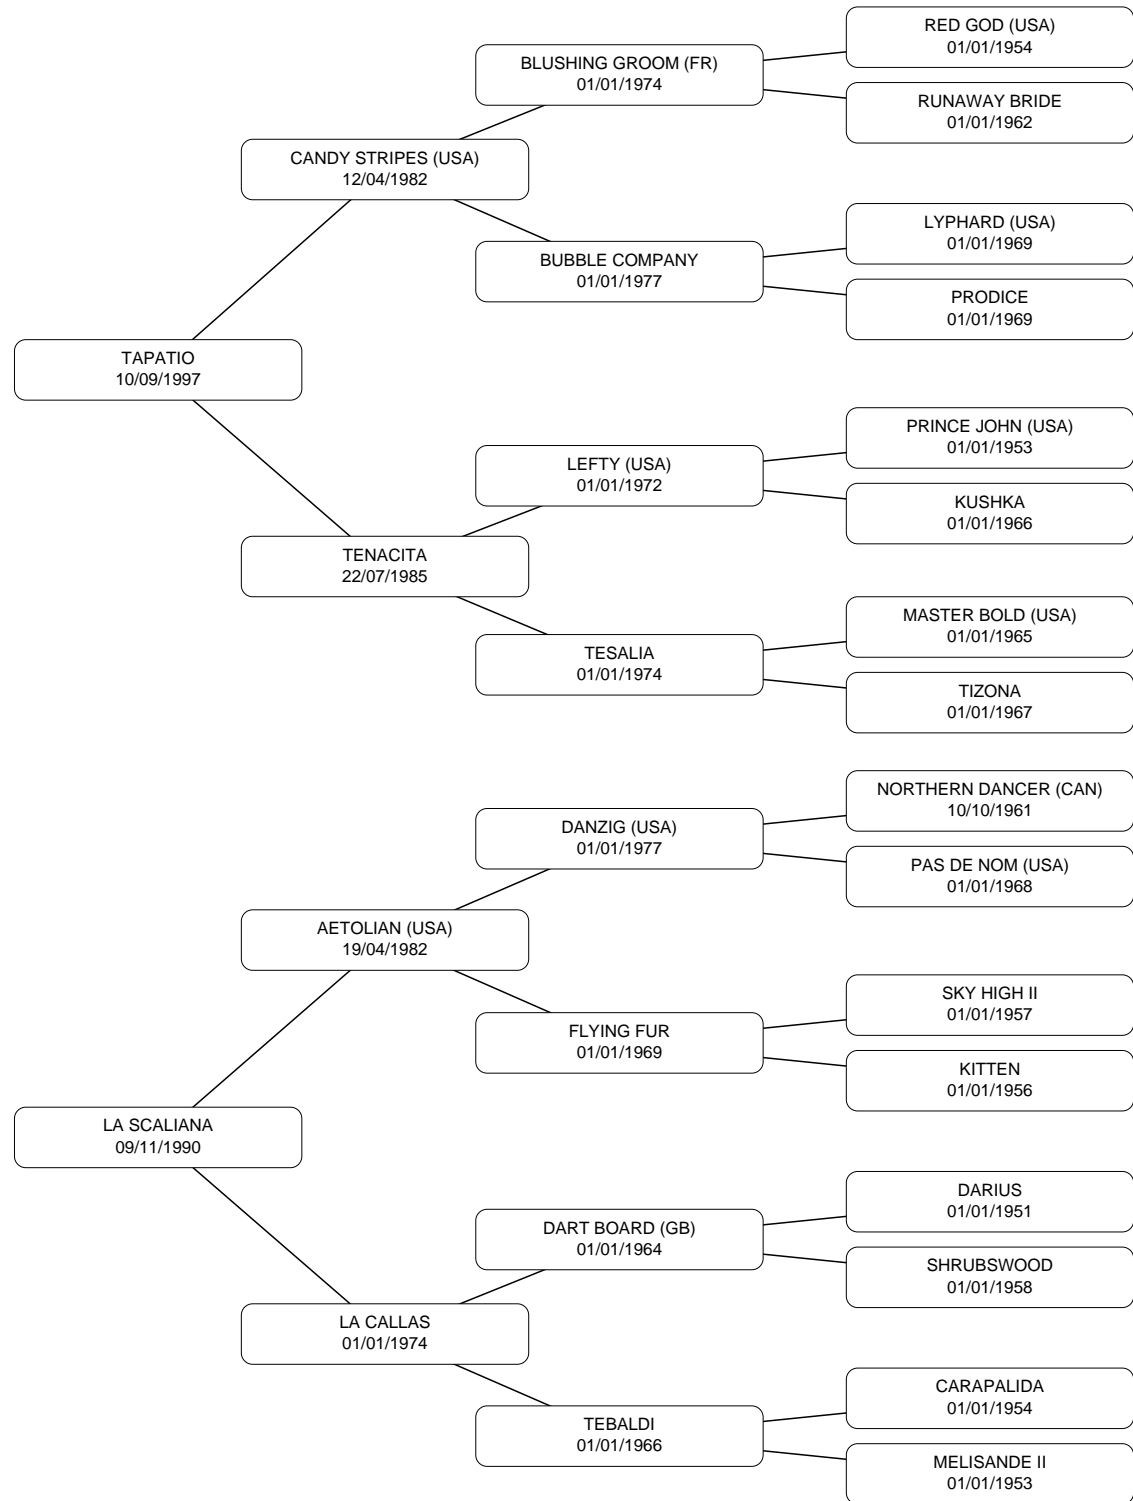 RED GOD (USA)
01/01/1954
BLUSHING GROOM (FR)
01/01/1974
RUNAWAY BRIDE
01/01/1962
CANDY STRIPES (USA)
12/04/1982
LYPHARD (USA)
01/01/1969
BUBBLE COMPANY
01/01/1977
PRODICE
01/01/1969
TAPATIO
10/09/1997
PRINCE JOHN (USA)
01/01/1953
LEFTY (USA)
01/01/1972
KUSHKA
01/01/1966
TENACITA
22/07/1985
MASTER BOLD (USA)
01/01/1965
TESALIA
01/01/1974
TIZONA
01/01/1967
NORTHERN DANCER (CAN)
10/10/1961
DANZIG (USA)
01/01/1977
PAS DE NOM (USA)
01/01/1968
AETOLIAN (USA)
19/04/1982
SKY HIGH II
01/01/1957
FLYING FUR
01/01/1969
KITTEN
01/01/1956
LA SCALIANA
09/11/1990
DARIUS
01/01/1951
DART BOARD (GB)
01/01/1964
SHRUBSWOOD
01/01/1958
LA CALLAS
01/01/1974
CARAPALIDA
01/01/1954
TEBALDI
01/01/1966
MELISANDE II
01/01/1953